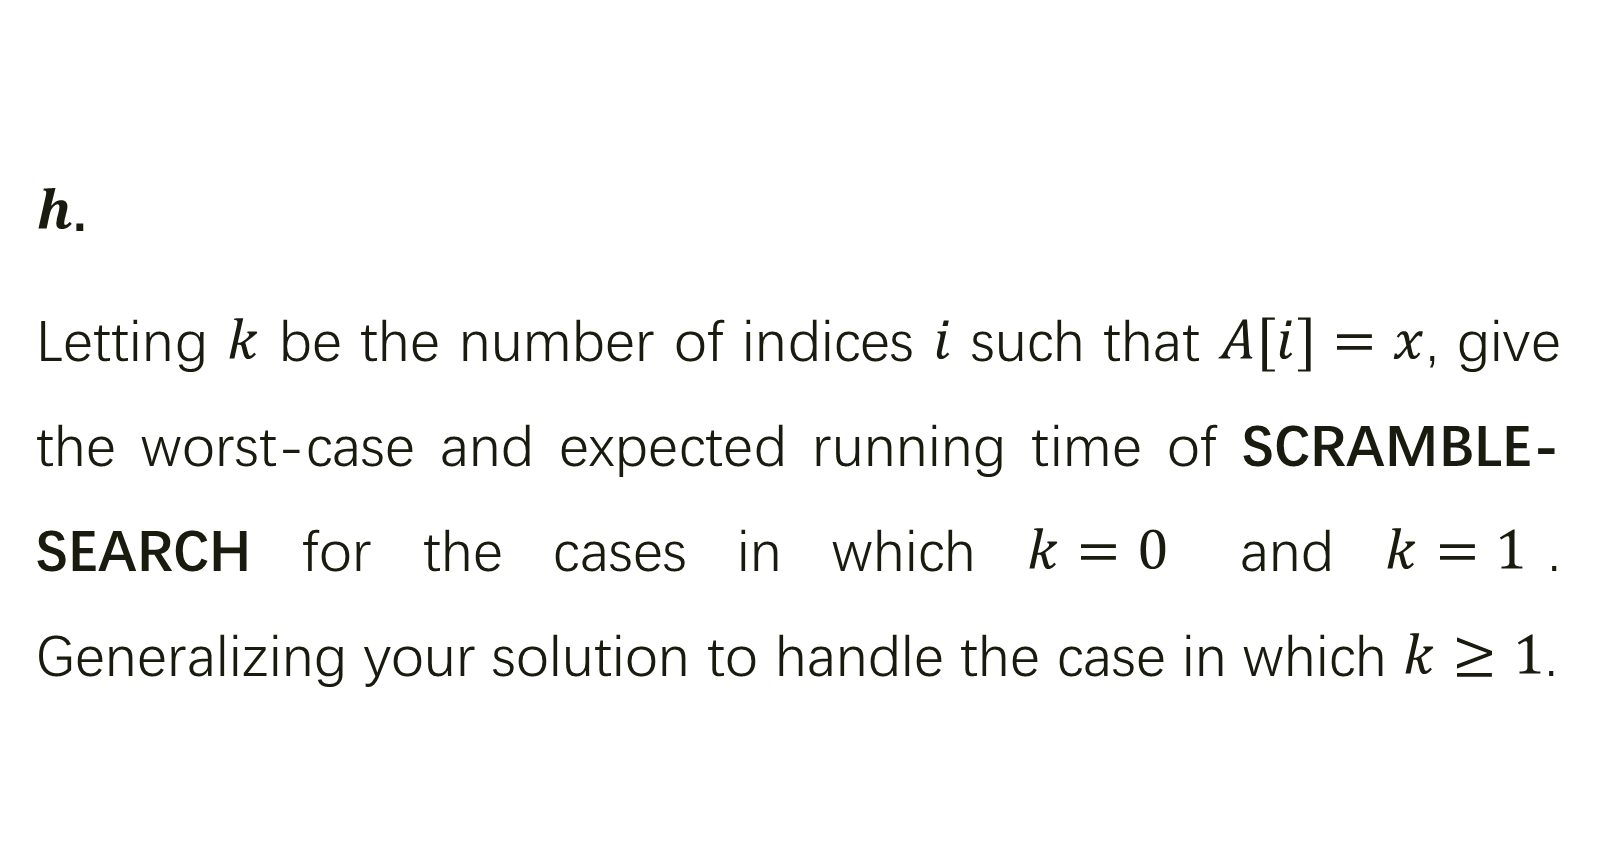 h.
Letting k be the number of indices i such that A[i] = x, give
the worst-case and expected running time of SCRAMBLE-
SEARCH for the cases in which k = 0 and k = 1 .
Generalizing your solution to handle the case in which k ≥ 1.